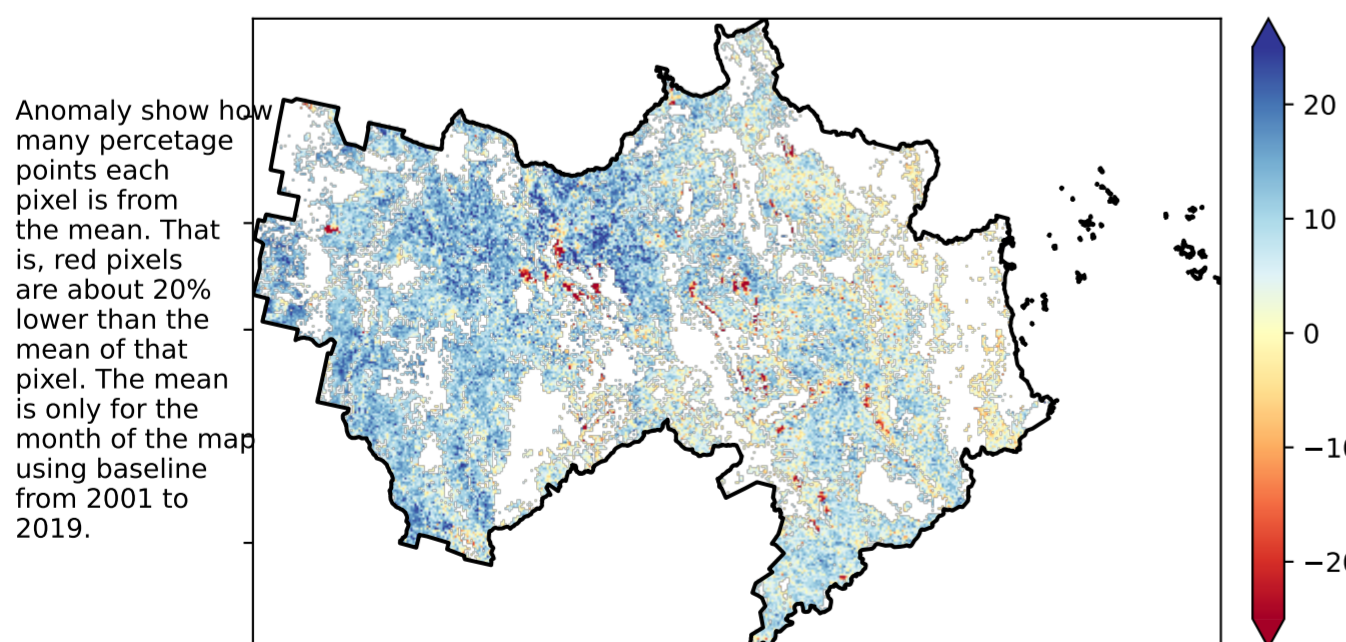 Anomaly show how
many percetage
points each
pixel is from
the mean. That
is, red pixels
are about 20%
lower than the
mean of that
pixel. The mean
is only for the
month of the map
using baseline
from 2001 to
2019.
20
10
0
−10
−20